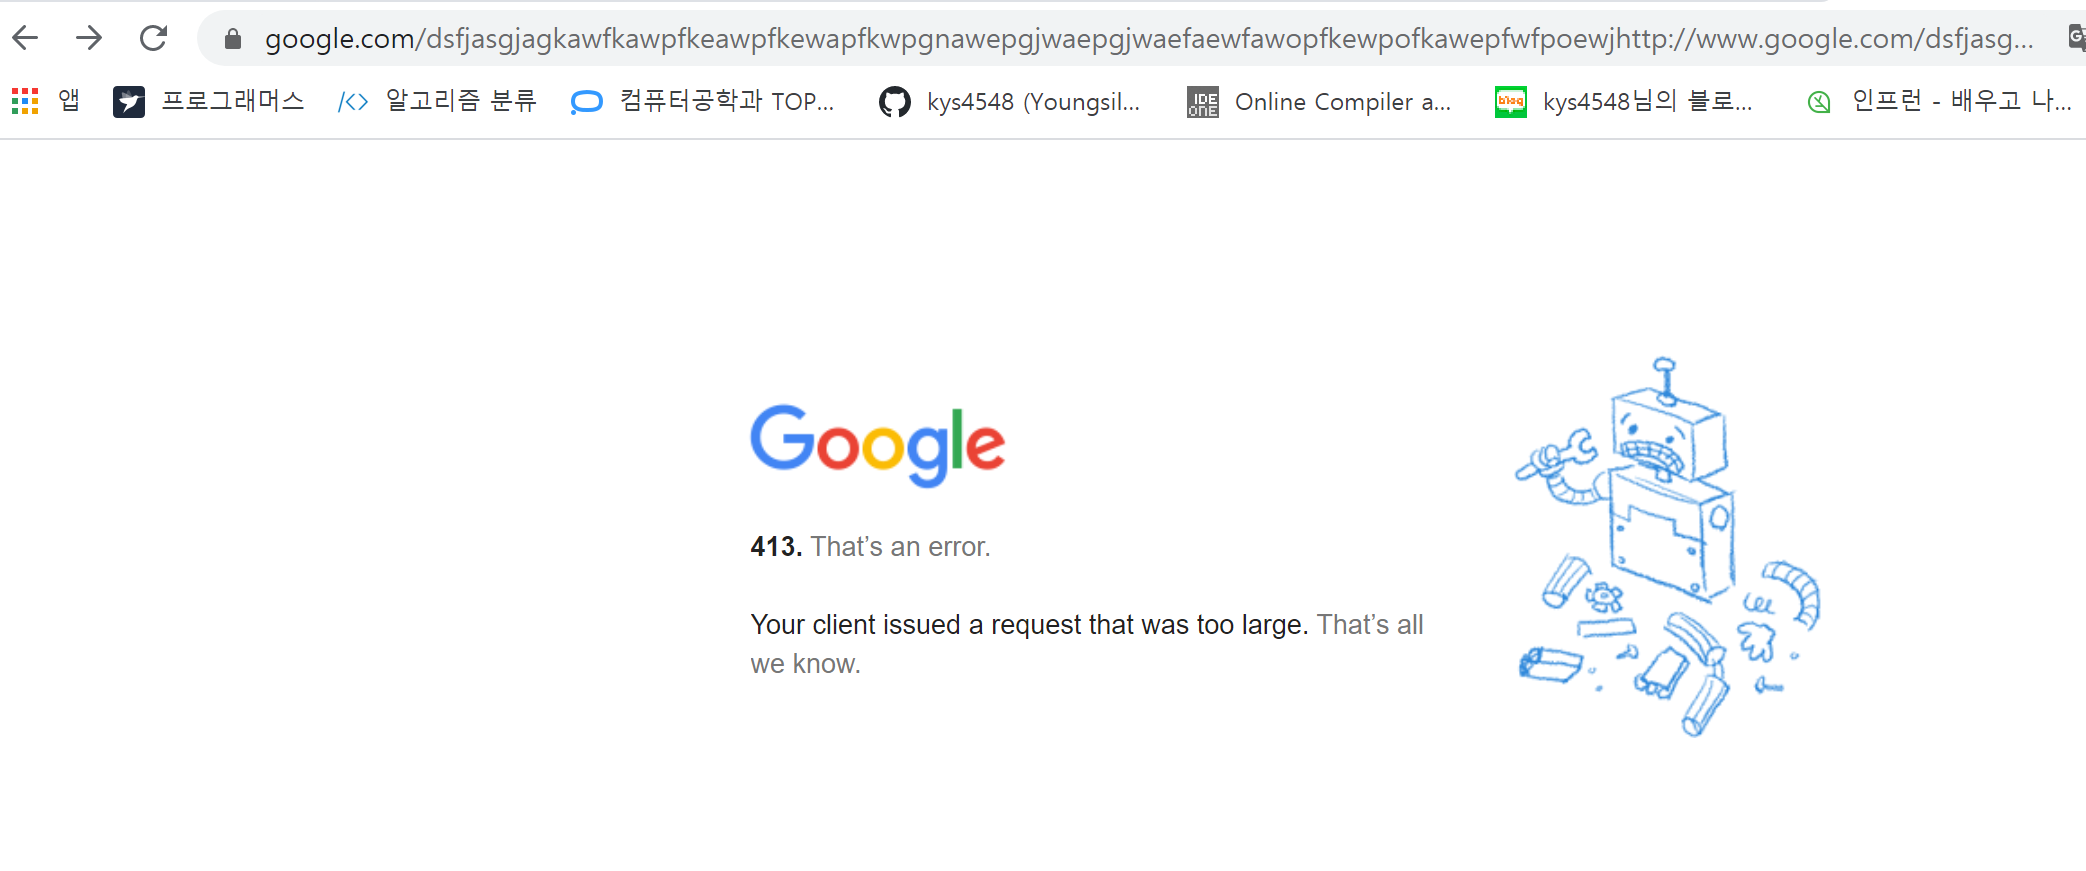 google.com/dsfjasgjagkawfkawpfkeawpfkewapfkwpgnawepgjwaepgjwaefaewfawopfkewpofkawepfwfpoewjhttp://www.google.com/dsfjasg...
앱 프로그래머스 알고리즘 분류 컴퓨터공학과 TOP... kys4548 (Youngsil... IDE ONE Online Compiler a... blog kys4548님의 블로... 인프런 - 배우고 나...
Google
413. That’s an error.
Your client issued a request that was too large. That’s all
we know.